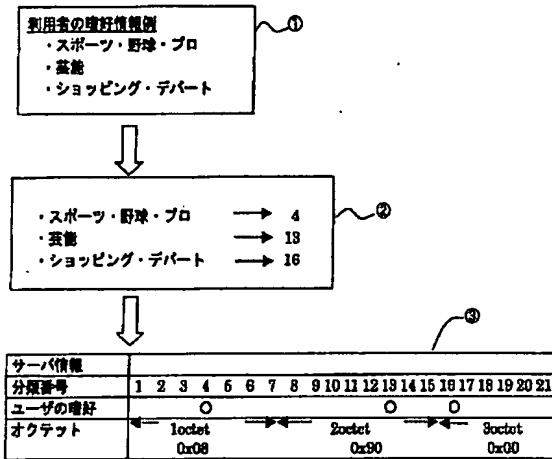 利用者の嗜好情報例
①
・スポーツ・野球・プロ
・芸能
・ショッピング・デパート
②
・スポーツ・野球・プロ → 4
・芸能 → 13
・ショッピング・デパート → 16
③
サーバ情報
分類番号 1 2 3 4 5 6 7 8 9 10 11 12 13 14 15 16 17 18 19 20 21
ユーザの嗜好 ○ ○ ○
オクテット 1octet 2octet 3octet
0x08 0x90 0x00